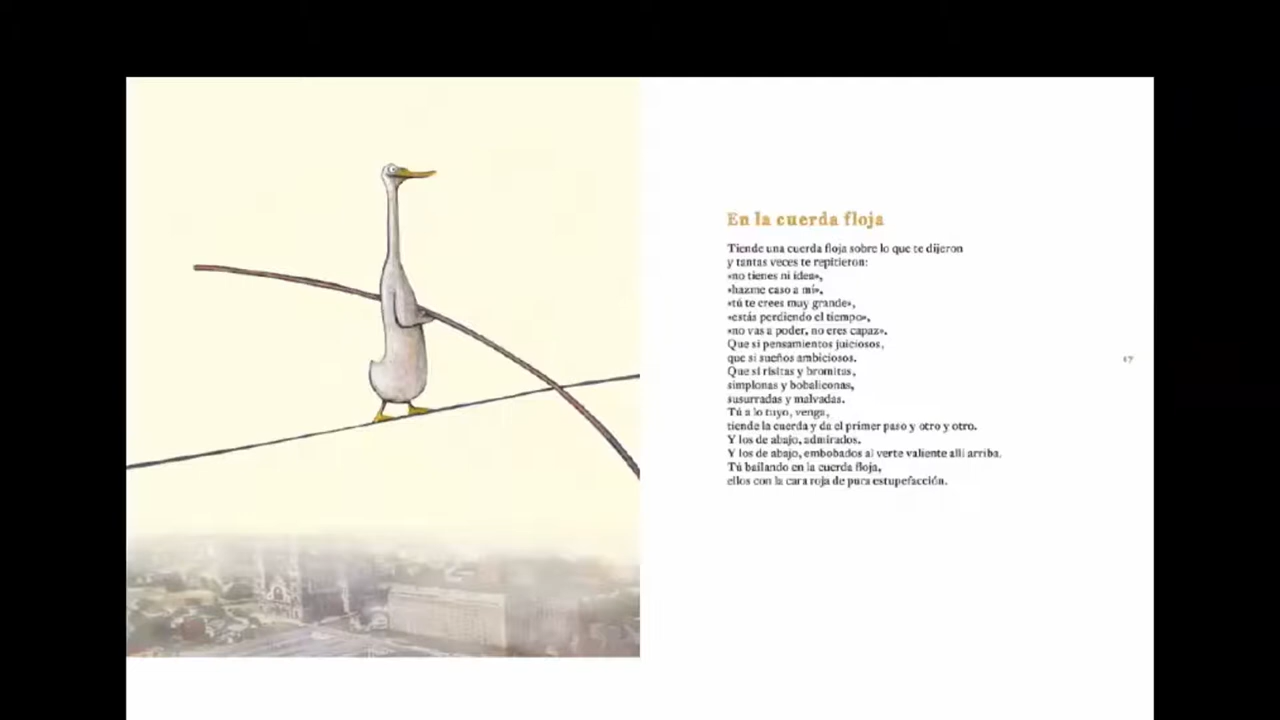 En la cuerda floja
Tiende una cuerda floja sobre lo que te dijeron
y tantas veces te repitieron:
«no tienes ni idea»,
«hazme caso a mí»,
«tú te crees muy grande»,
«estás perdiendo el tiempo»,
«no vas a poder, no eres capaz».
Que si pensamientos juiciosos,
que si sueños ambiciosos.
Que si risitas y bromitas,
simplonas y bobaliconas,
susurradas y malvadas.
Tú a lo tuyo, venga,
tiende la cuerda y da el primer paso y otro y otro.
Y los de abajo, admirados.
Y los de abajo, embobados al verte valiente allí arriba.
Tú bailando en la cuerda floja,
ellos con la cara roja de pura estupefacción.
17